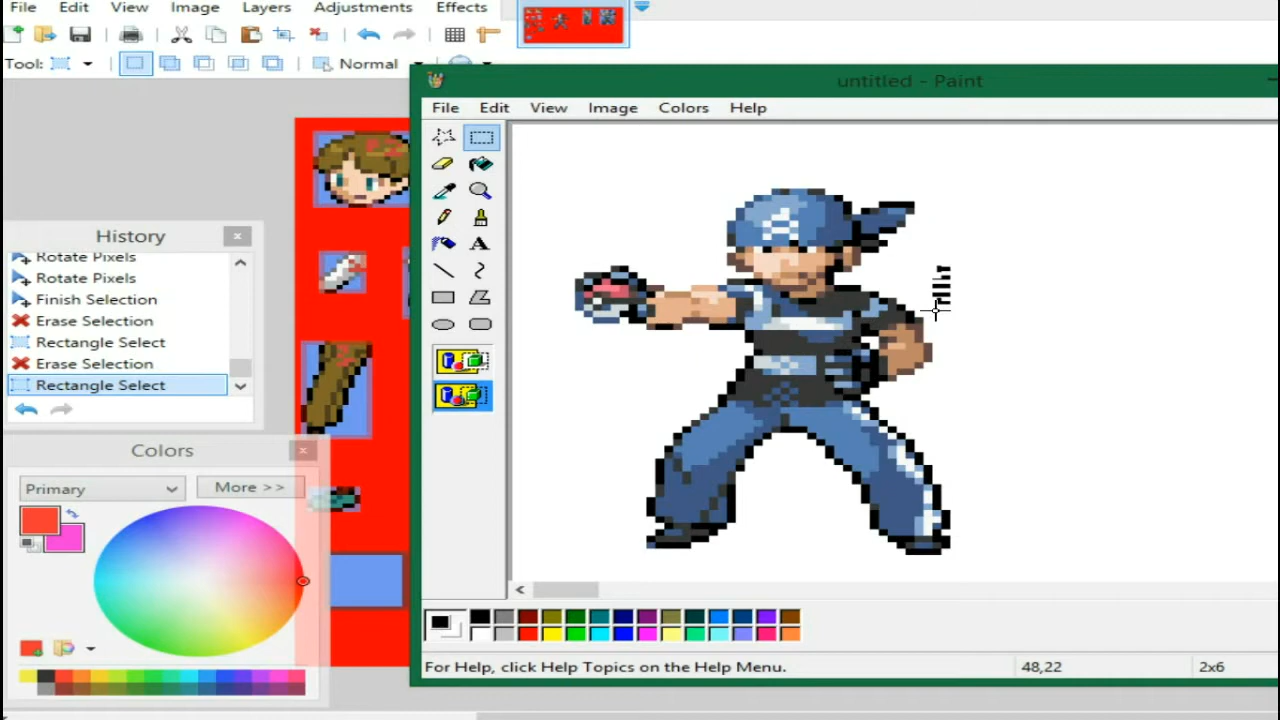 File Edit View Image Layers Adjustments Effects
Tool: Normal
untitled - Paint
File Edit View Image Colors Help
History
Rotate Pixels
Rotate Pixels
Finish Selection
Erase Selection
Rectangle Select
Erase Selection
Rectangle Select
Colors
Primary More >>
A
For Help, click Help Topics on the Help Menu. 48,22 2x6